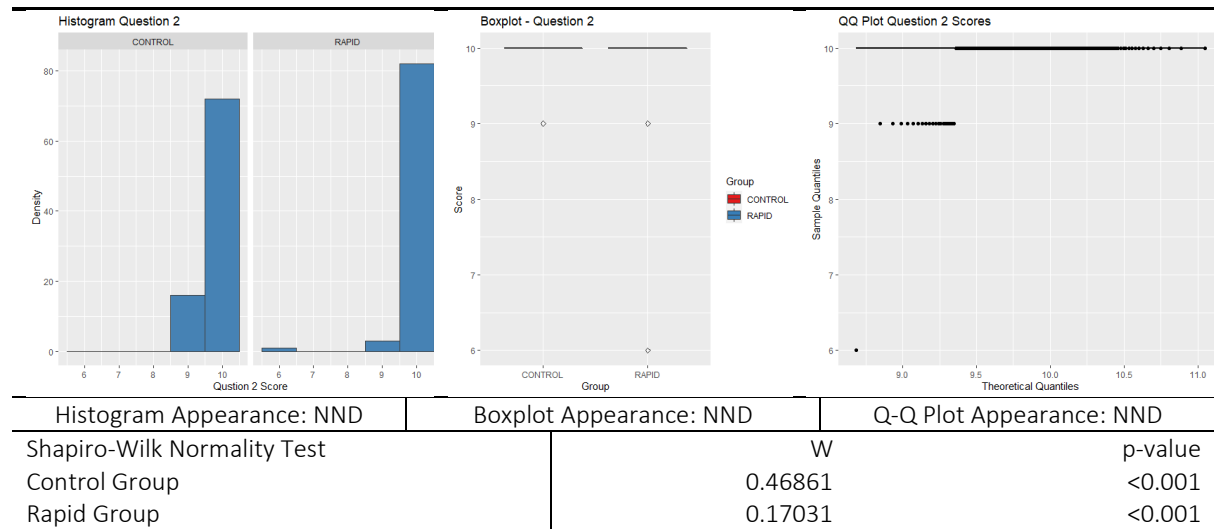 Histogram Question 2
CONTROL
RAPID
80
60
40
20
0
Density
6 7 8 9 10
6 7 8 9 10
Qustion 2 Score
Boxplot - Question 2
10
9
8
7
6
Score
CONTROL
RAPID
Group
Group
CONTROL
RAPID
QQ Plot Question 2 Scores
10
9
8
7
6
Sample Quantiles
9.0 9.5 10.0 10.5 11.0
Theoretical Quantiles
Histogram Appearance: NND
Boxplot Appearance: NND
Q-Q Plot Appearance: NND
Shapiro-Wilk Normality Test W p-value
Control Group 0.46861 <0.001
Rapid Group 0.17031 <0.001